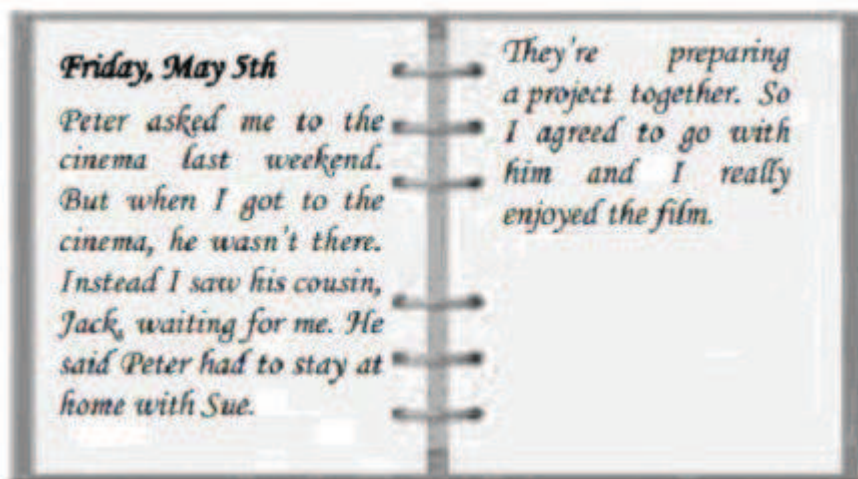 Friday, May 5th
Peter asked me to the
cinema last weekend.
But when I got to the
cinema, he wasn't there.
Instead I saw his cousin,
Jack, waiting for me. He
said Peter had to stay at
home with Sue.
They're preparing
a project together. So
I agreed to go with
him and I really
enjoyed the film.